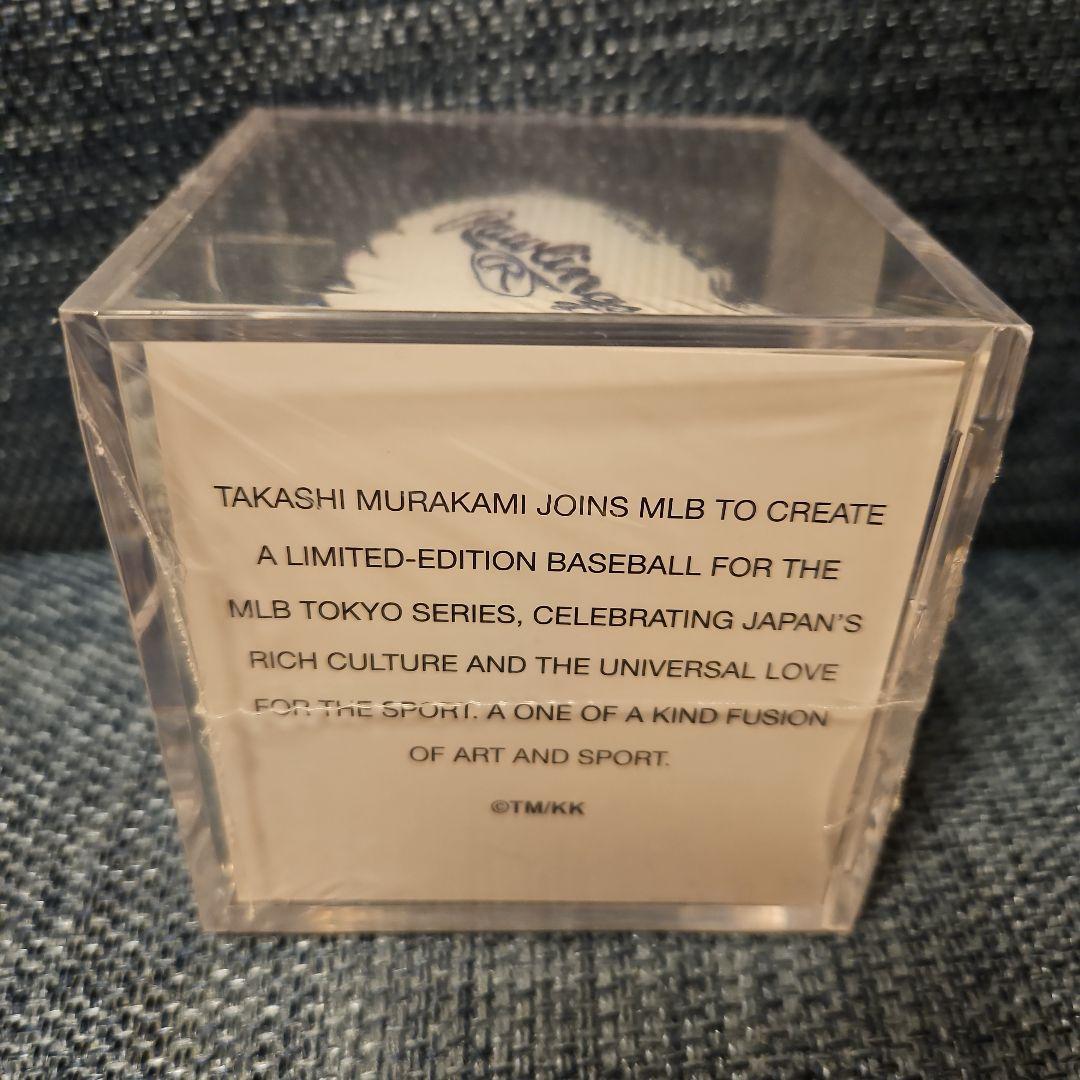 Rawlings
R
TAKASHI MURAKAMI JOINS MLB TO CREATE
A LIMITED-EDITION BASEBALL FOR THE
MLB TOKYO SERIES, CELEBRATING JAPAN'S
RICH CULTURE AND THE UNIVERSAL LOVE
FOR THE SPORT. A ONE OF A KIND FUSION
OF ART AND SPORT.
©TM/KK